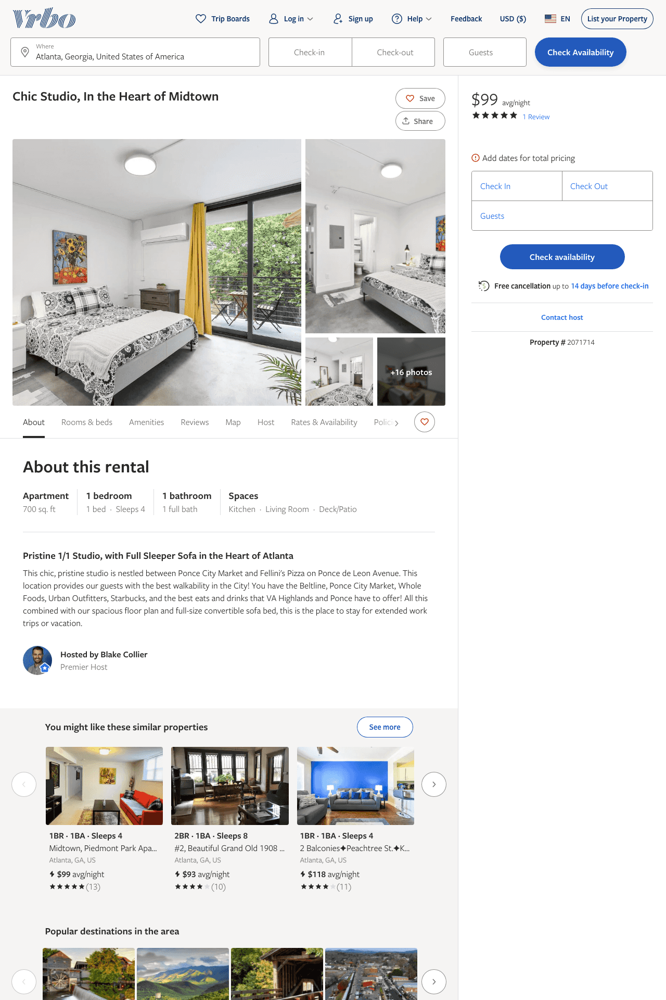 Vrbo
Trip Boards
Log in
Sign up
Help
Feedback
USD ($)
EN
List your Property
Where
Atlanta, Georgia, United States of America
Check-in
Check-out
Guests
Check Availability
Chic Studio, In the Heart of Midtown
Save
Share
$99 avg/night
1 Review
Add dates for total pricing
Check In
Check Out
Guests
Check availability
Free cancellation up to 14 days before check-in
Contact host
Property # 2071714
+16 photos
About
Rooms & beds
Amenities
Reviews
Map
Host
Rates & Availability
Polici
About this rental
Apartment
700 sq. ft
1 bedroom
1 bed · Sleeps 4
1 bathroom
1 full bath
Spaces
Kitchen · Living Room · Deck/Patio
Pristine 1/1 Studio, with Full Sleeper Sofa in the Heart of Atlanta
This chic, pristine studio is nestled between Ponce City Market and Fellini's Pizza on Ponce de Leon Avenue. This
location provides our guests with the best walkability in the City! You have the Beltline, Ponce City Market, Whole
Foods, Urban Outfitters, Starbucks, and the best eats and drinks that VA Highlands and Ponce have to offer! All this
combined with our spacious floor plan and full-size convertible sofa bed, this is the place to stay for extended work
trips or vacation.
Hosted by Blake Collier
Premier Host
You might like these similar properties
See more
1BR · 1BA · Sleeps 4
Midtown, Piedmont Park Apa...
Atlanta, GA, US
$99 avg/night
(13)
2BR · 1BA · Sleeps 8
#2, Beautiful Grand Old 1908 ...
Atlanta, GA, US
$93 avg/night
(10)
1BR · 1BA · Sleeps 4
2 Balconies✦Peachtree St.✦K...
Atlanta, GA, US
$118 avg/night
(11)
Popular destinations in the area